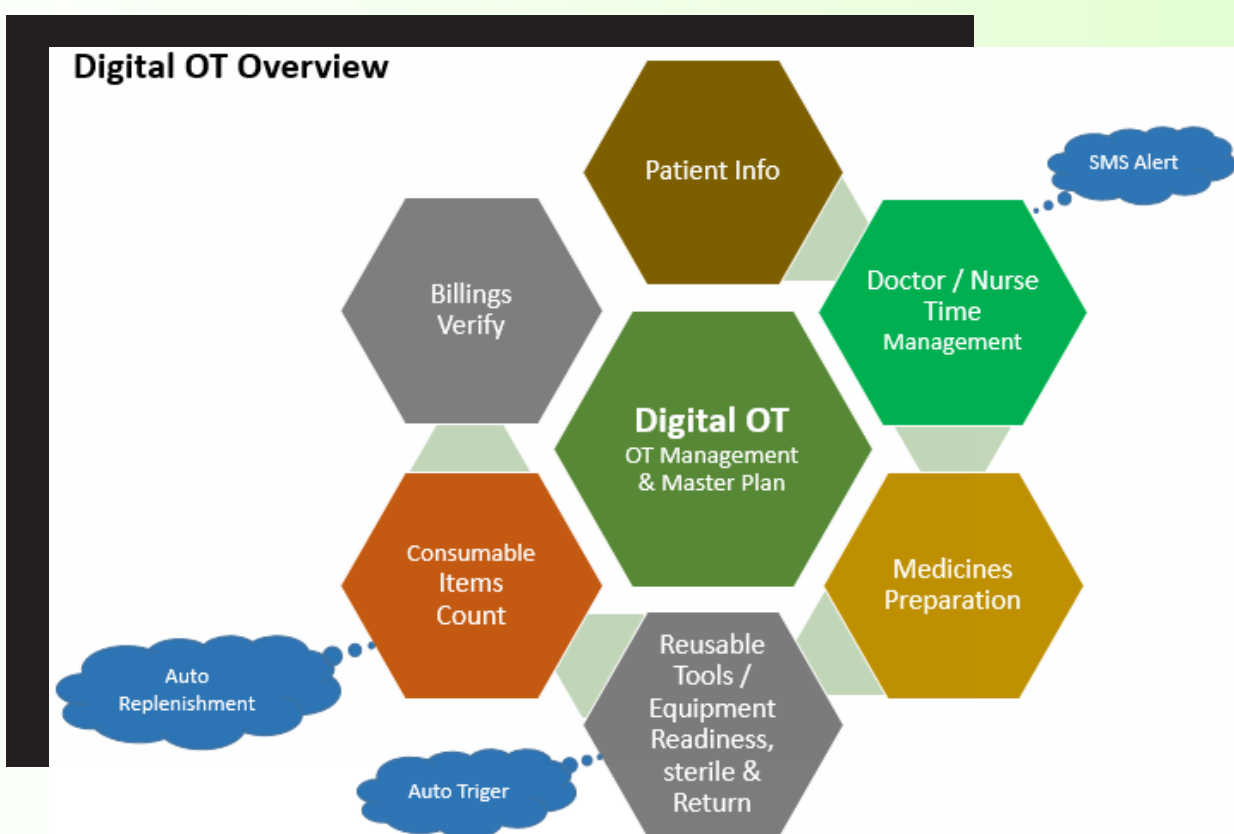 Digital OT Overview
Patient Info
SMS Alert
Doctor / Nurse
Time
Management
Billings
Verify
Digital OT
OT Management
& Master Plan
Medicines
Preparation
Consumable
Items
Count
Reusable
Tools /
Equipment
Readiness,
sterile &
Return
Auto
Replenishment
Auto Triger